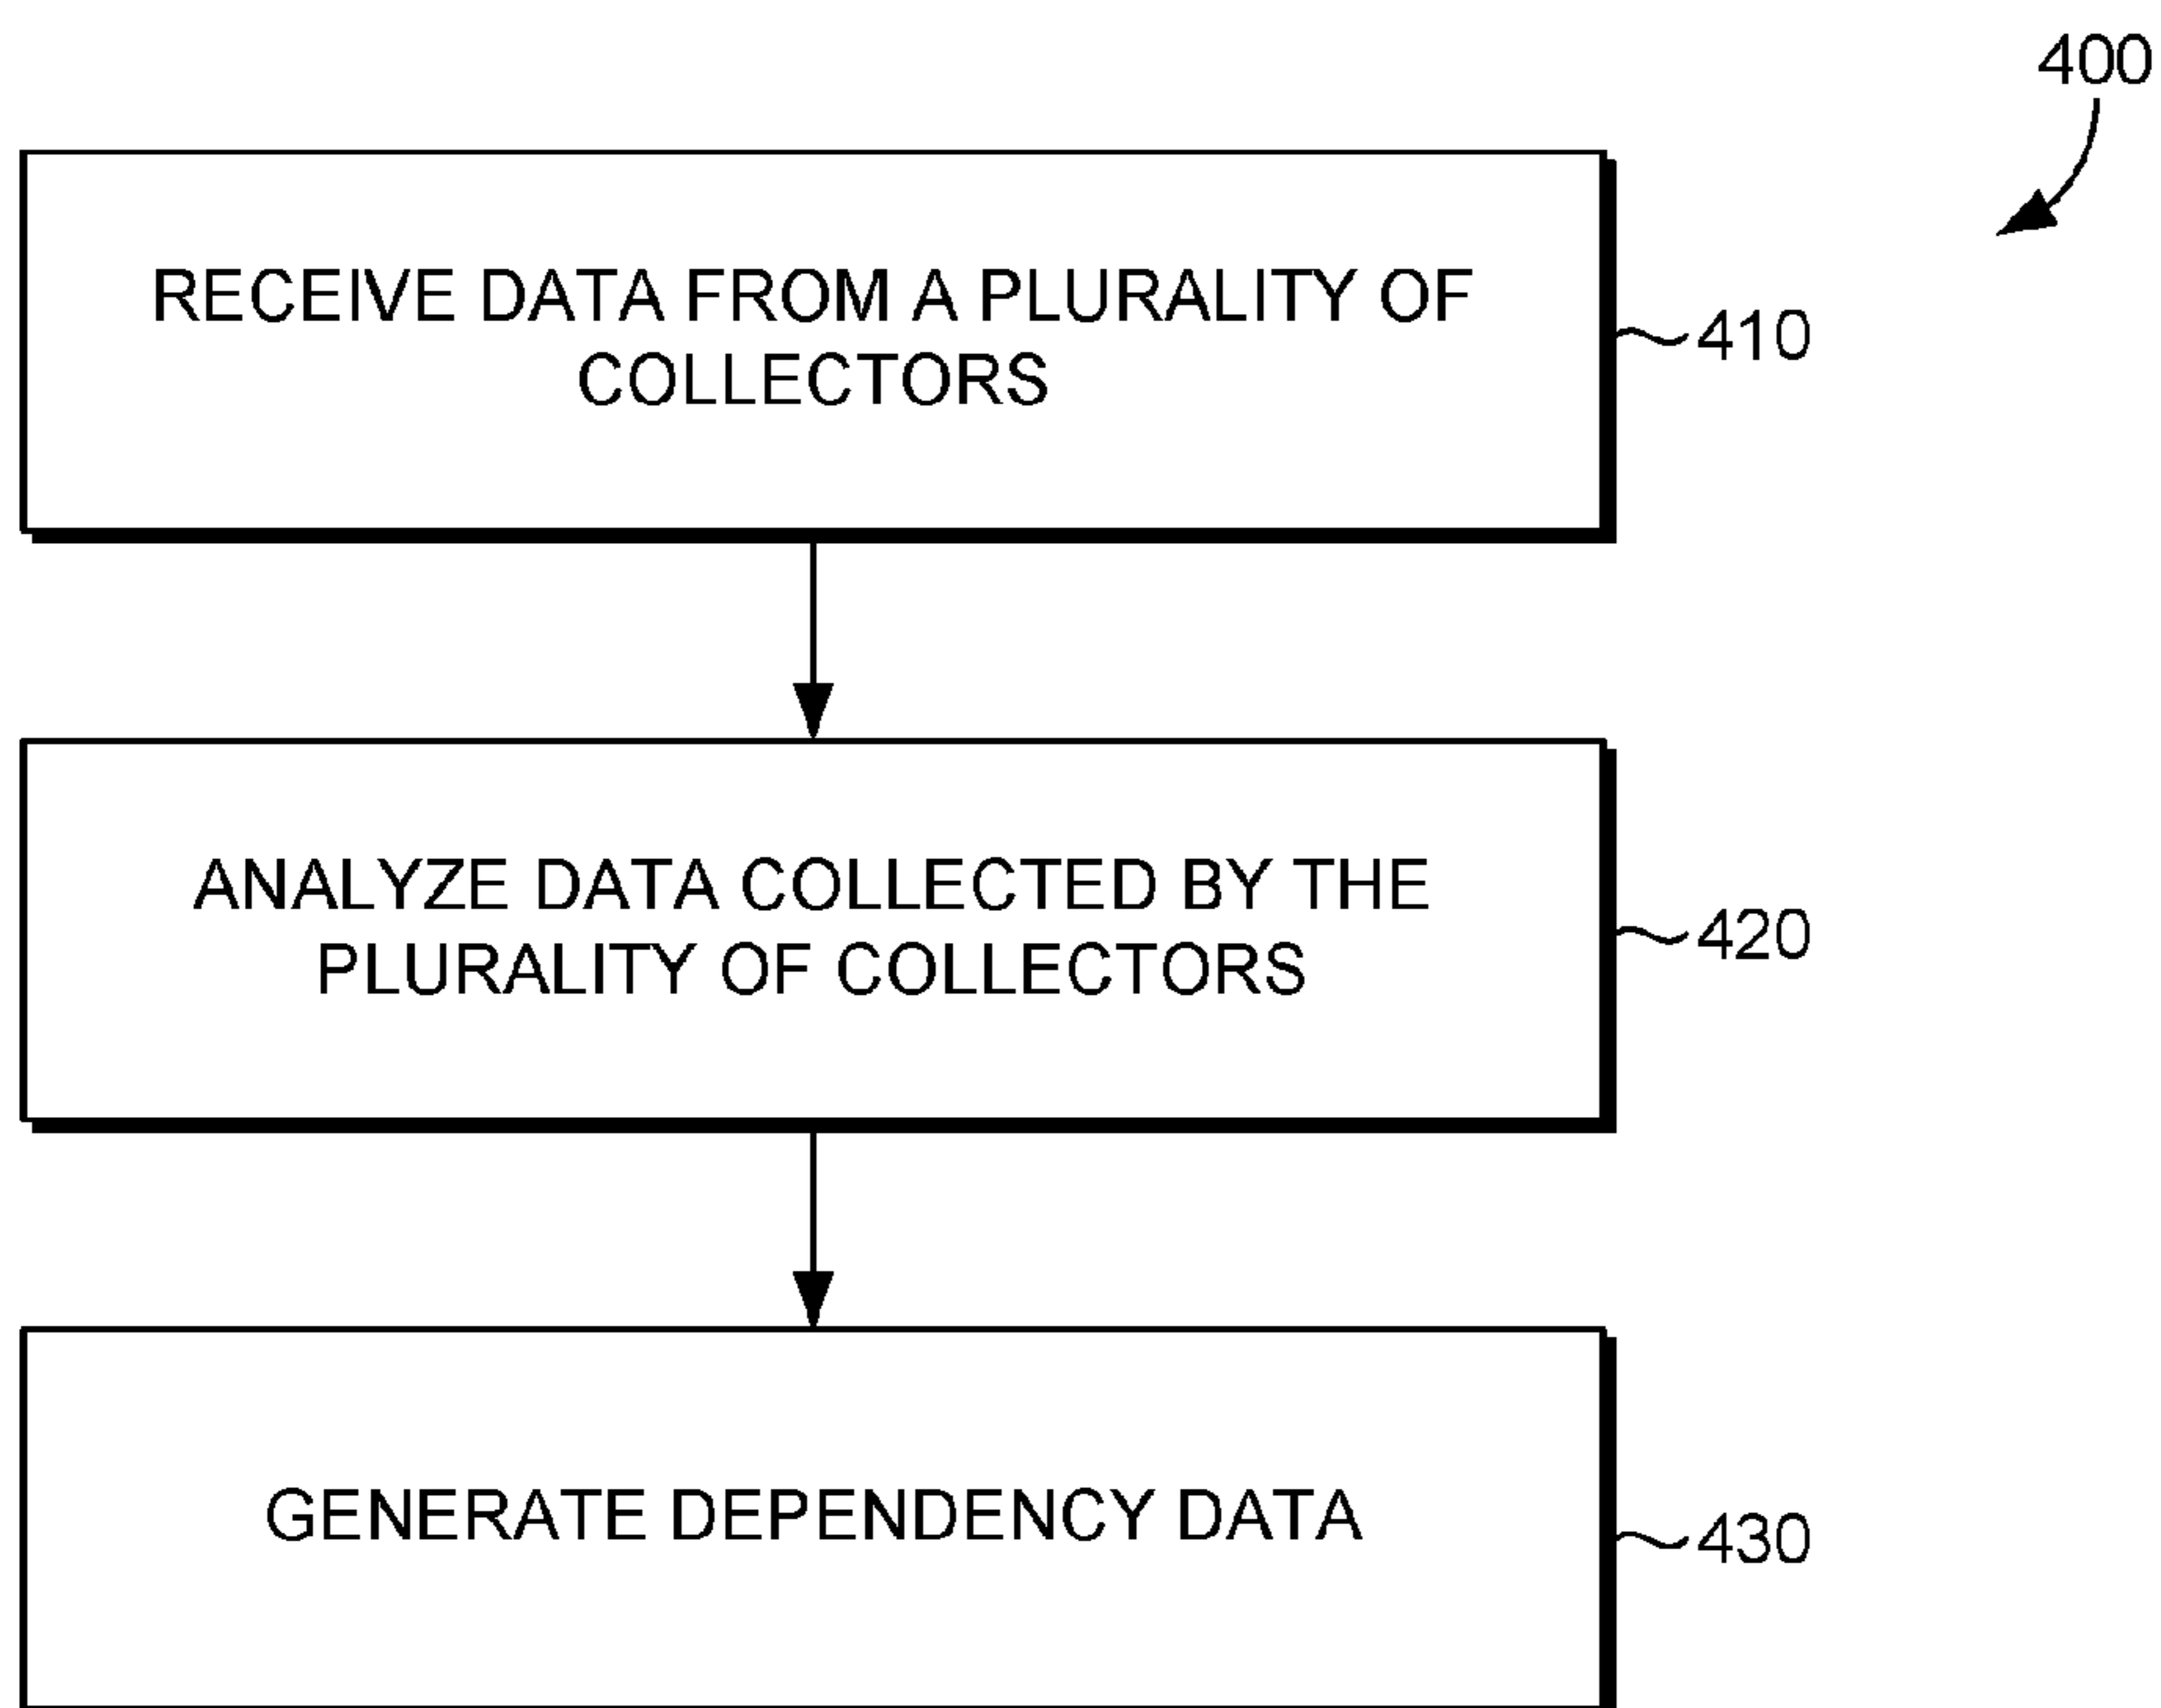 400
RECEIVE DATA FROM A PLURALITY OF
COLLECTORS
410
ANALYZE DATA COLLECTED BY THE
PLURALITY OF COLLECTORS
420
GENERATE DEPENDENCY DATA
430